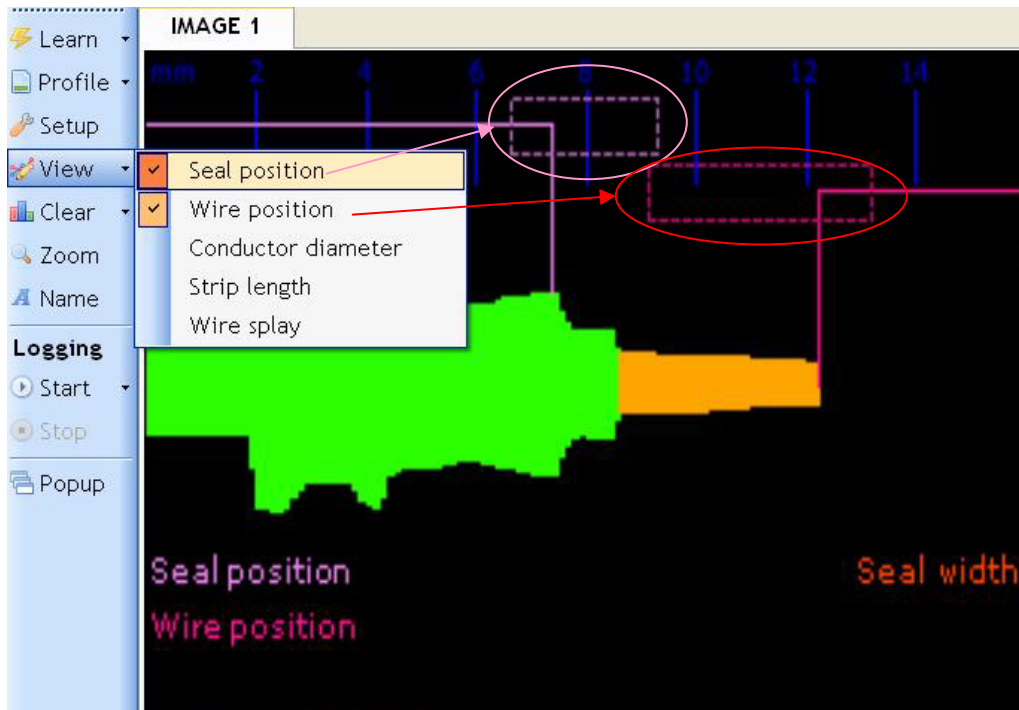 IMAGE 1
Learn
Profile
Setup
View
Clear
Zoom
Name
Logging
Start
Stop
Popup
Seal position
Wire position
Conductor diameter
Strip length
Wire splay
mm 2 4 6 8 10 12 14
Seal position
Seal width
Wire position